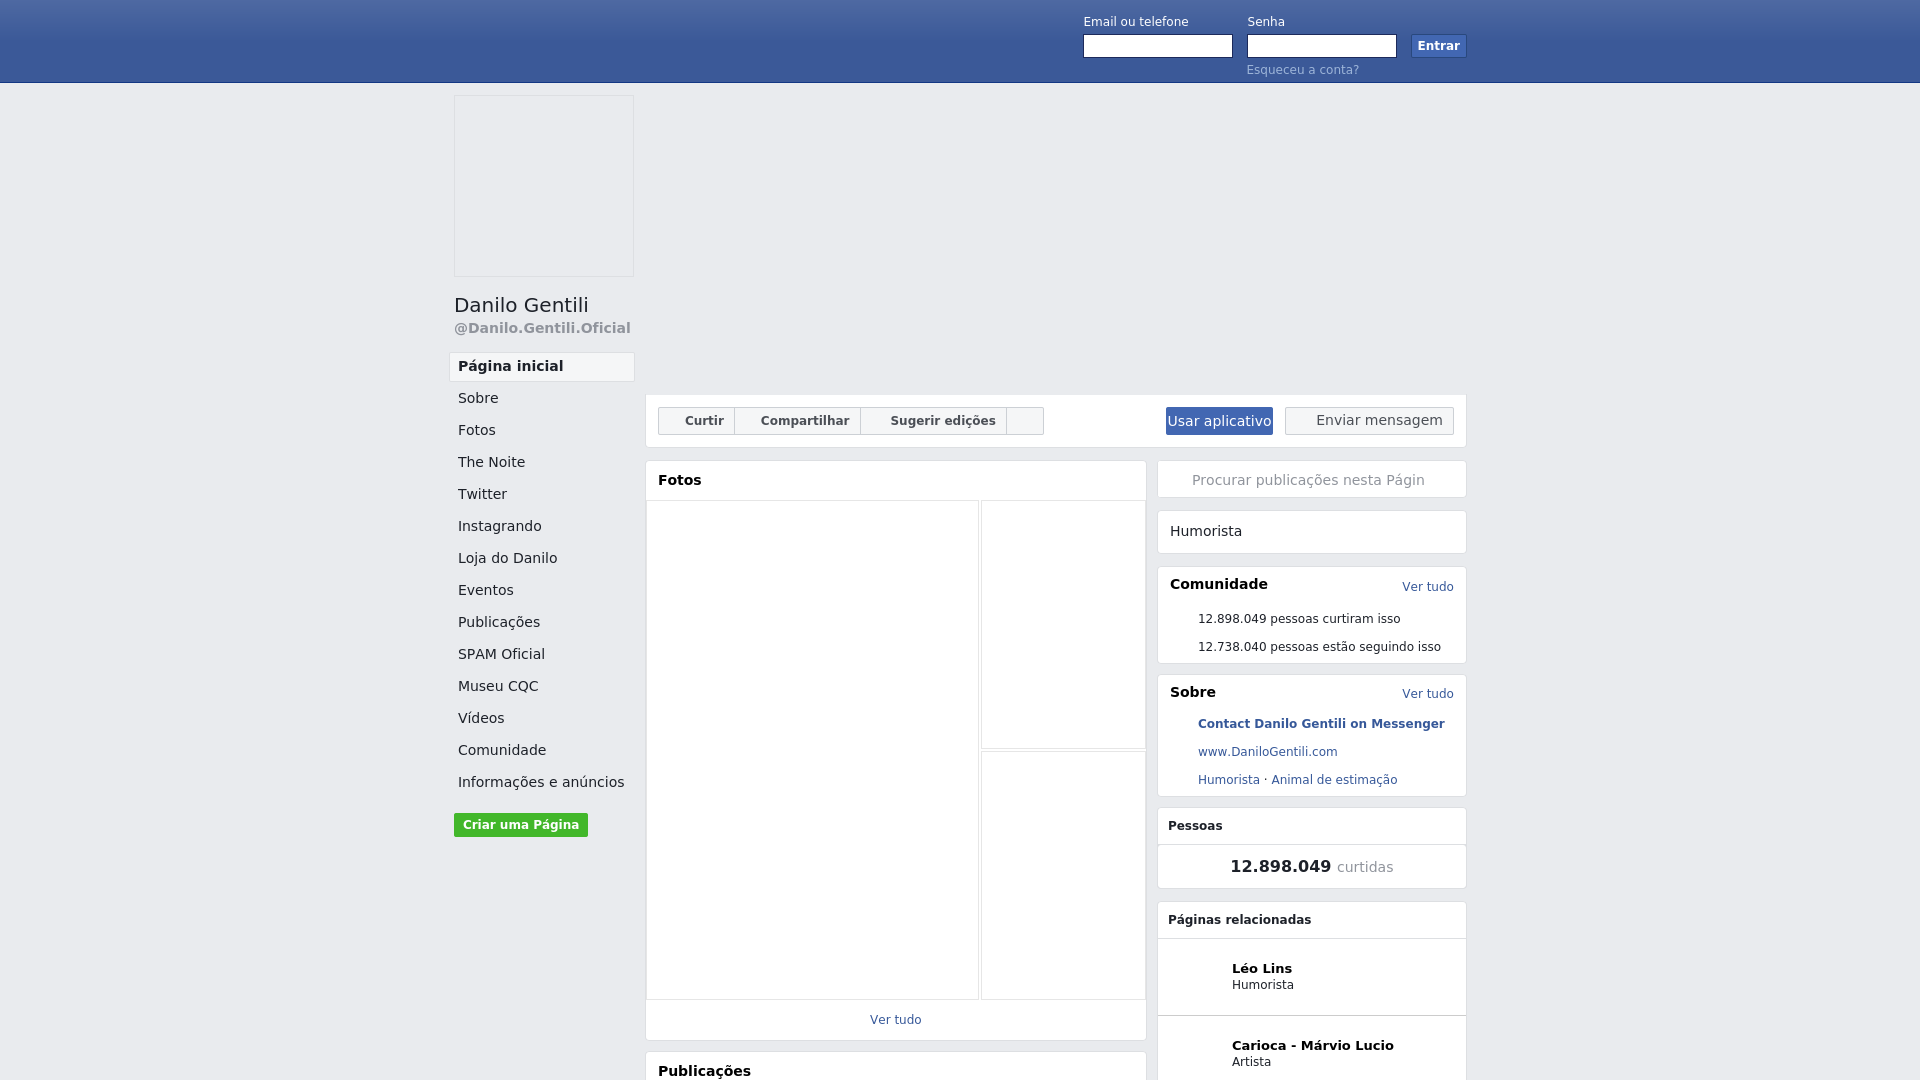 Email ou telefone
Senha
Entrar
Esqueceu a conta?
Danilo Gentili
@Danilo.Gentili.Oficial
Página inicial
Sobre
Fotos
The Noite
Twitter
Instagrando
Loja do Danilo
Eventos
Publicações
SPAM Oficial
Museu CQC
Vídeos
Comunidade
Informações e anúncios
Criar uma Página
Curtir
Compartilhar
Sugerir edições
Usar aplicativo
Enviar mensagem
Fotos
Ver tudo
Publicações
Procurar publicações nesta Págin
Humorista
Comunidade
Ver tudo
12.898.049 pessoas curtiram isso
12.738.040 pessoas estão seguindo isso
Sobre
Ver tudo
Contact Danilo Gentili on Messenger
www.DaniloGentili.com
Humorista · Animal de estimação
Pessoas
12.898.049 curtidas
Páginas relacionadas
Léo Lins
Humorista
Carioca - Márvio Lucio
Artista